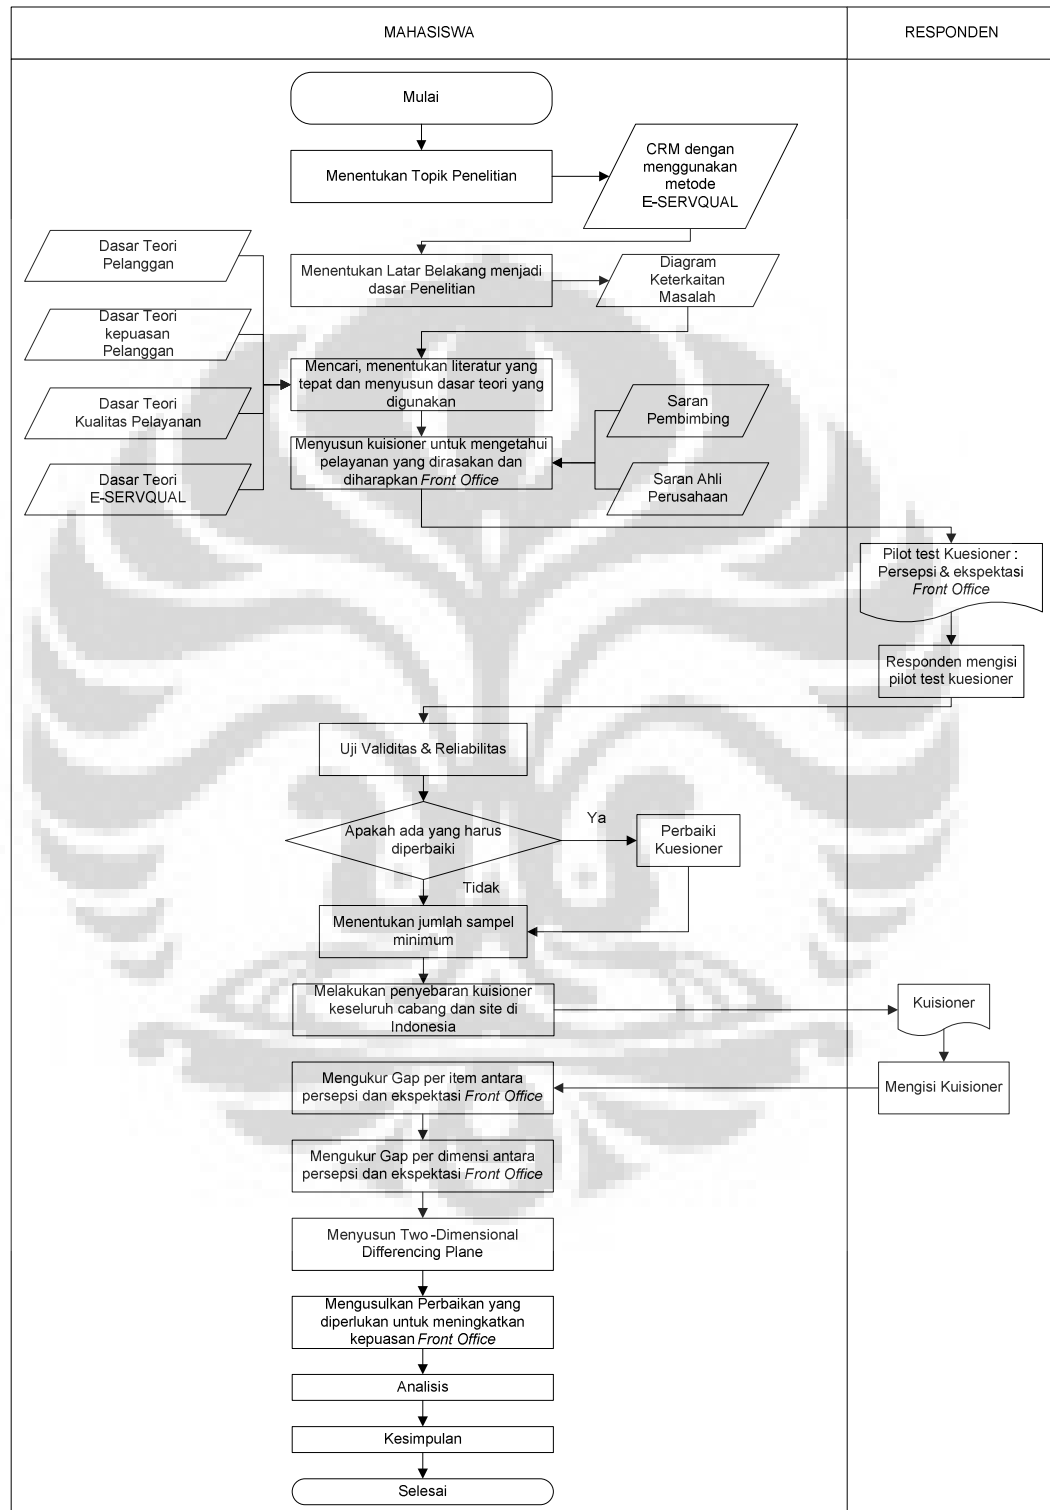 MAHASISWA
RESPONDEN
Mulai
Menentukan Topik Penelitian
CRM dengan
menggunakan
metode
E-SERVQUAL
Dasar Teori
Pelanggan
Menentukan Latar Belakang menjadi
dasar Penelitian
Diagram
Keterkaitan
Masalah
Dasar Teori
kepuasan
Pelanggan
Mencari, menentukan literatur yang
tepat dan menyusun dasar teori yang
digunakan
Dasar Teori
Kualitas Pelayanan
Saran
Pembimbing
Menyusun kuisioner untuk mengetahui
pelayanan yang dirasakan dan
diharapkan Front Office
Dasar Teori
E-SERVQUAL
Saran Ahli
Perusahaan
Pilot test Kuesioner :
Persepsi & ekspektasi
Front Office
Responden mengisi
pilot test kuesioner
Uji Validitas & Reliabilitas
Apakah ada yang harus
diperbaiki
Ya
Perbaiki
Kuesioner
Tidak
Menentukan jumlah sampel
minimum
Melakukan penyebaran kuisioner
keseluruh cabang dan site di
Indonesia
Kuisioner
Mengisi Kuisioner
Mengukur Gap per item antara
persepsi dan ekspektasi Front Office
Mengukur Gap per dimensi antara
persepsi dan ekspektasi Front Office
Menyusun Two-Dimensional
Differencing Plane
Mengusulkan Perbaikan yang
diperlukan untuk meningkatkan
kepuasan Front Office
Analisis
Kesimpulan
Selesai